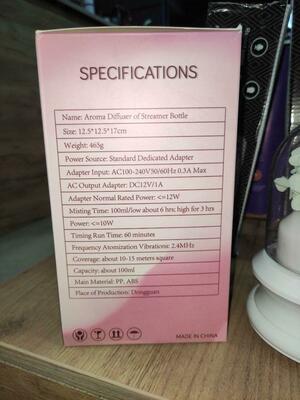 SPECIFICATIONS
Name: Aroma Diffuser of Streamer Bottle
Size: 12.5*12.5*17cm
Weight: 465g
Power Source: Standard Dedicated Adapter
Adapter Input: AC100-240V50/60Hz 0.3A Max
AC Output Adapter: DC12V/1A
Adapter Normal Rated Power: <=12W
Misting Time: 100ml/low about 6 hrs; high for 3 hrs
Power: <=10W
Timing Run Time: 60 minutes
Frequency Atomization Vibrations: 2.4MHz
Coverage: about 10-15 meters square
Capacity: about 100ml
Main Material: PP, ABS
Place of Production: Dongguan
MADE IN CHINA